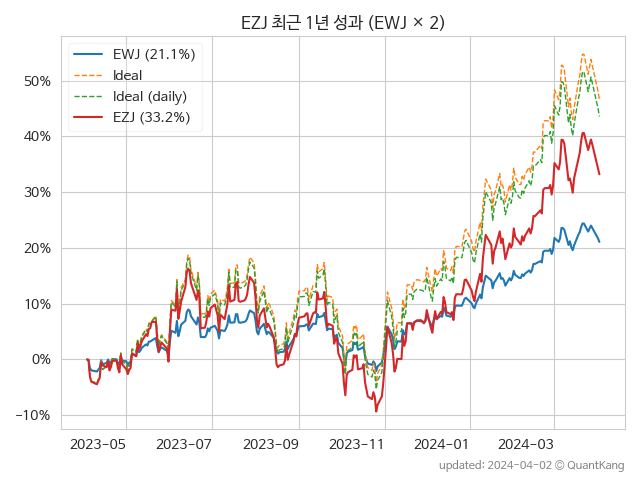 EZJ 최근 1년 성과 (EWJ × 2)
EWJ (21.1%)
Ideal
Ideal (daily)
EZJ (33.2%)
50%
40%
30%
20%
10%
0%
−10%
2023-05 2023-07 2023-09 2023-11 2024-01 2024-03
updated: 2024-04-02 © QuantKang